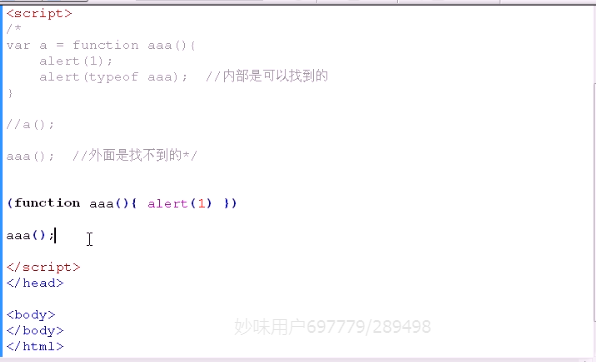 <script>
/*
var a = function aaa(){
alert(1);
alert(typeof aaa);  //内部是可以找到的
}
//a();
aaa();  //外面是找不到的*/
(function aaa(){ alert(1) })
aaa();
</script>
</head>
<body>
</body>
</html>
妙味用户697779/289498